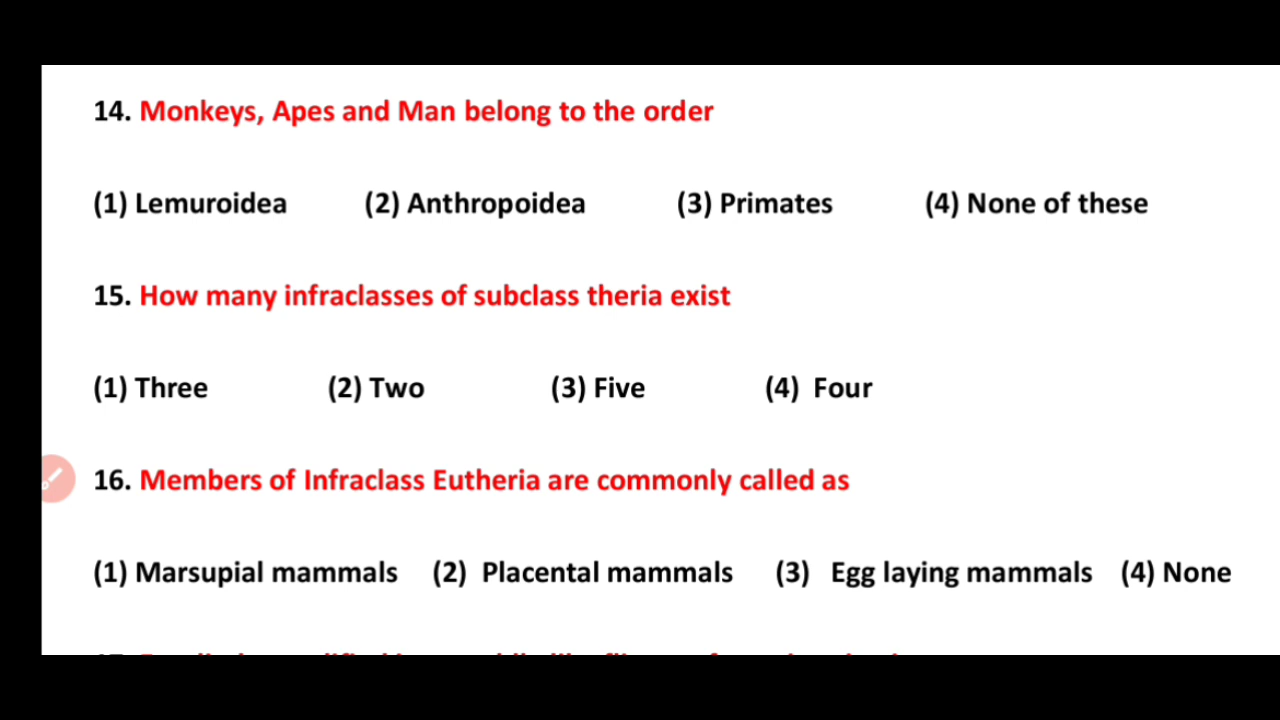 14. Monkeys, Apes and Man belong to the order
(1) Lemuroidea (2) Anthropoidea (3) Primates (4) None of these
15. How many infraclasses of subclass theria exist
(1) Three (2) Two (3) Five (4) Four
16. Members of Infraclass Eutheria are commonly called as
(1) Marsupial mammals (2) Placental mammals (3) Egg laying mammals (4) None